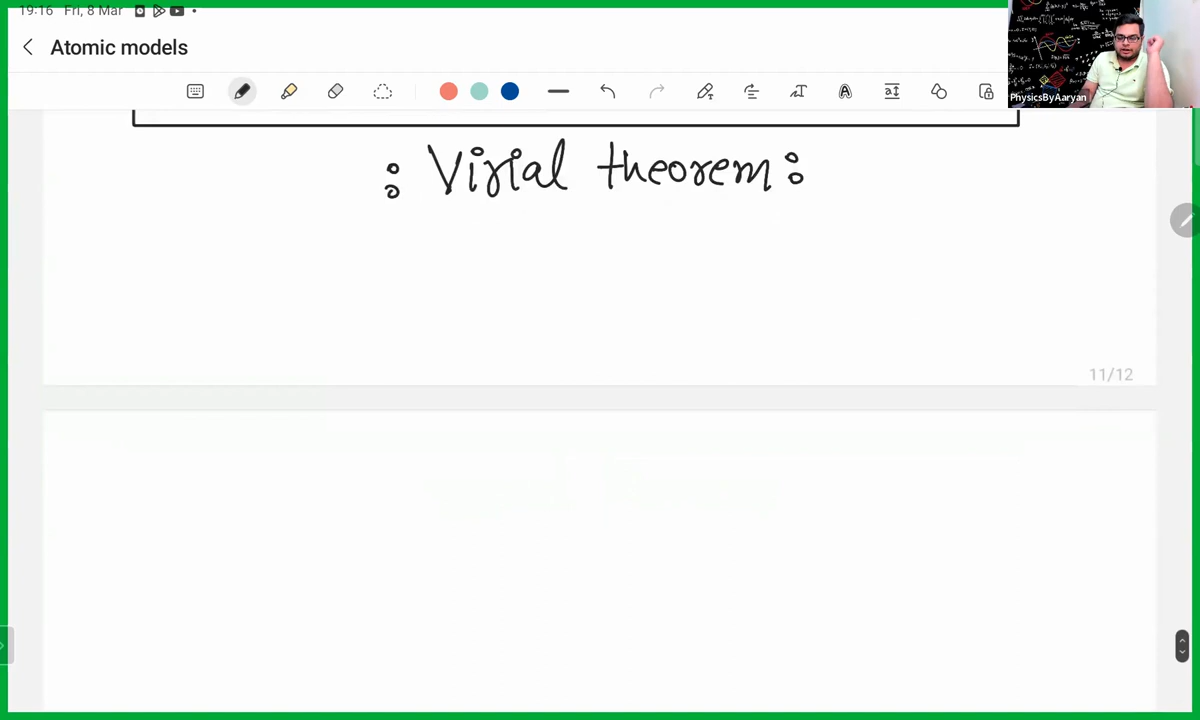 19:16 Fri, 8 Mar
Atomic models
PhysicsByAaryan
: Virial theorem :
11/12